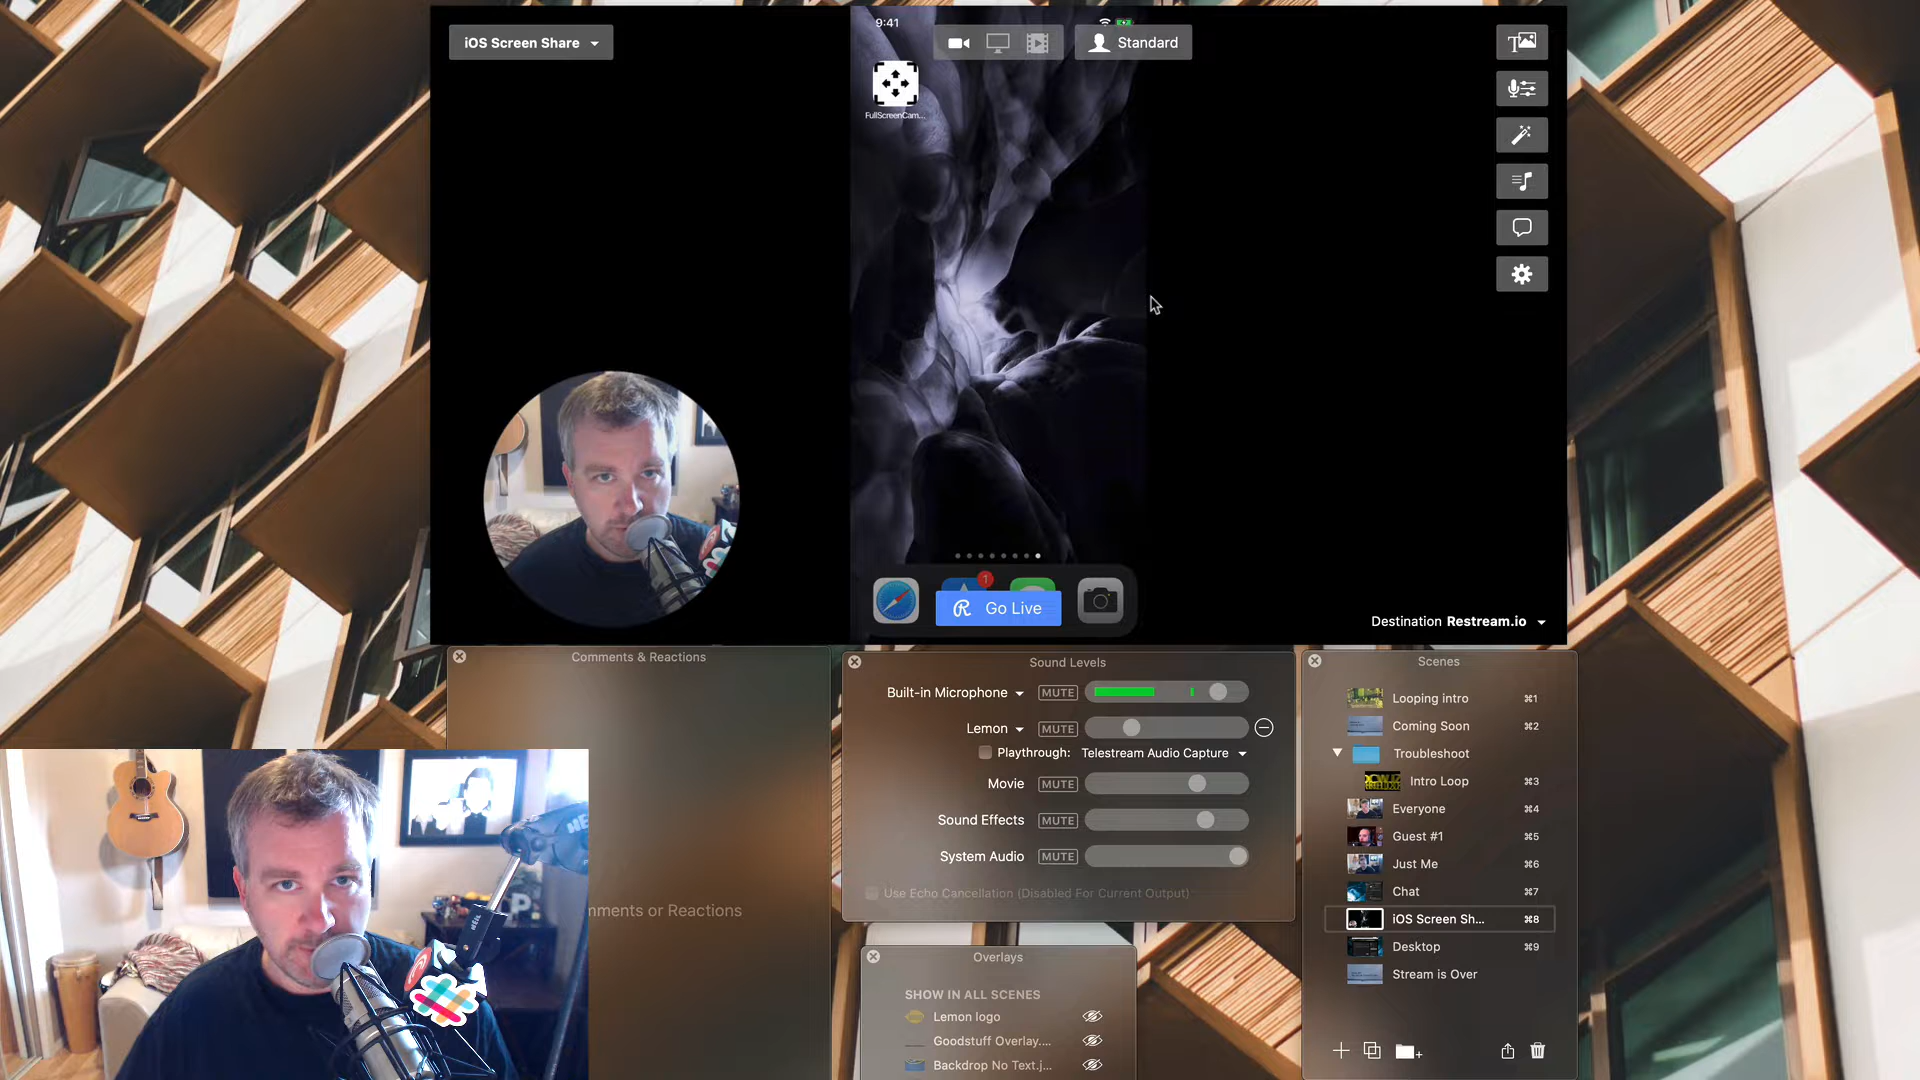 iOS Screen Share
9:41
Standard
FullScreenCam...
1
Go Live
Destination Restream.io
Comments & Reactions
mments or Reactions
Sound Levels
Built-in Microphone
MUTE
Lemon
MUTE
Playthrough: Telestream Audio Capture
Movie
MUTE
Sound Effects
MUTE
System Audio
MUTE
Use Echo Cancellation (Disabled For Current Output)
Overlays
SHOW IN ALL SCENES
Lemon logo
Goodstuff Overlay....
Backdrop No Text.j...
Scenes
Looping intro ⌘1
Coming Soon ⌘2
Troubleshoot
Intro Loop ⌘3
Everyone ⌘4
Guest #1 ⌘5
Just Me ⌘6
Chat ⌘7
iOS Screen Sh... ⌘8
Desktop ⌘9
Stream is Over